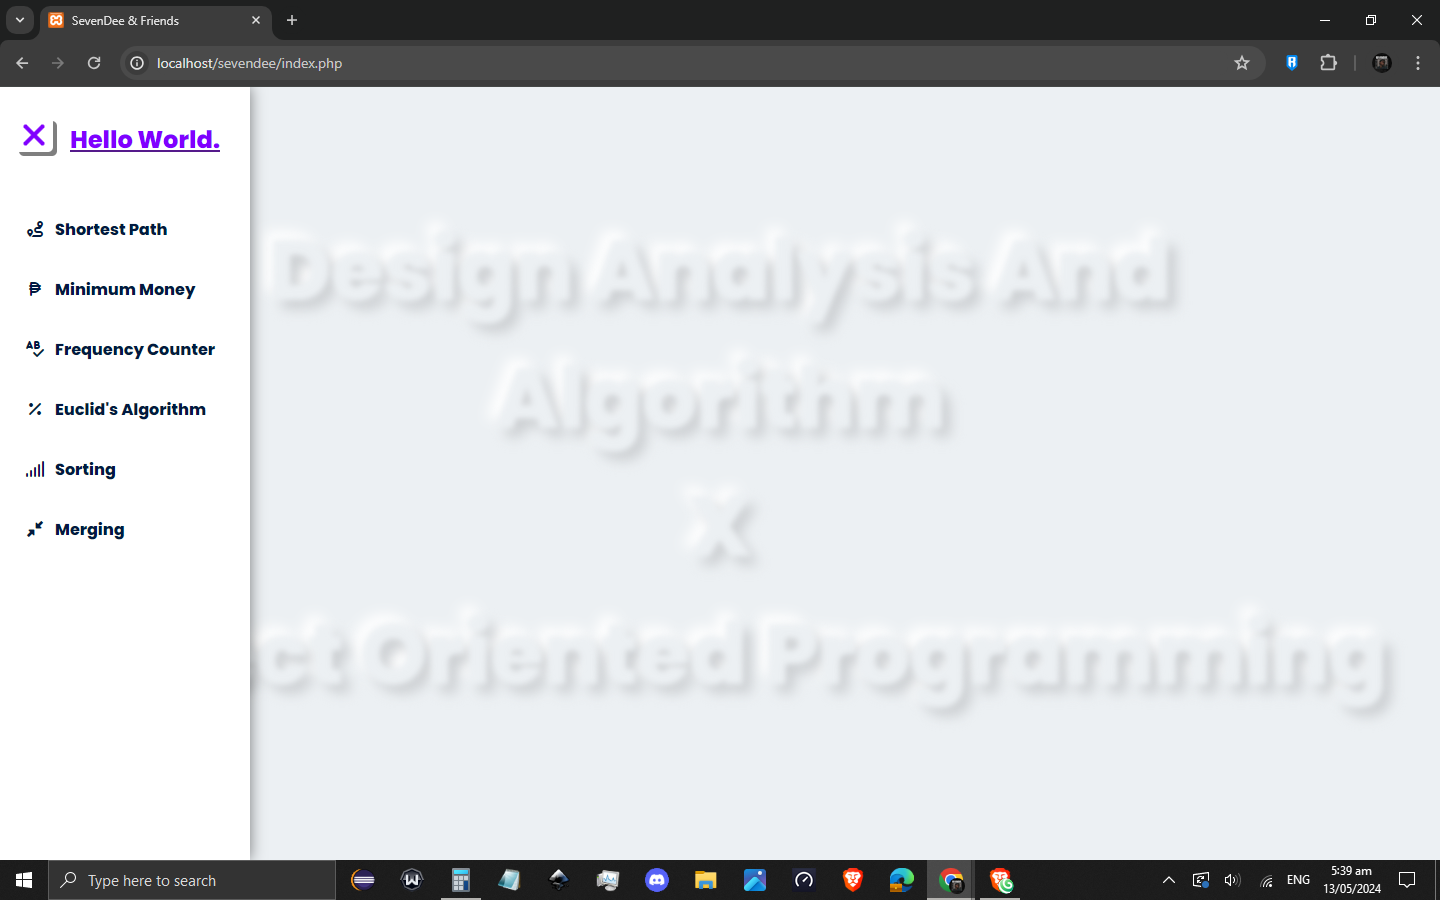 SevenDee & Friends
localhost/sevendee/index.php
Hello World.
Shortest Path
Minimum Money
AB
Frequency Counter
Euclid's Algorithm
Sorting
Merging
Design Analysis And
Algorithm
X
ct Oriented Programming
Type here to search
ENG
5:39 am
13/05/2024